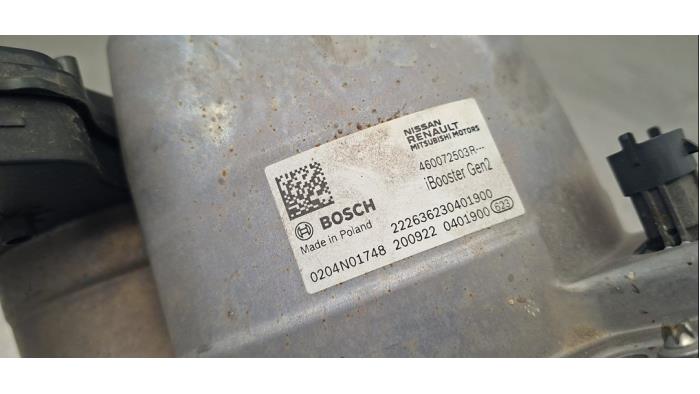 NISSAN
RENAULT
MITSUBISHI MOTORS
460072503R---
iBooster Gen2
BOSCH
Made in Poland
222636230401900
0204N01748 200922 0401900 623